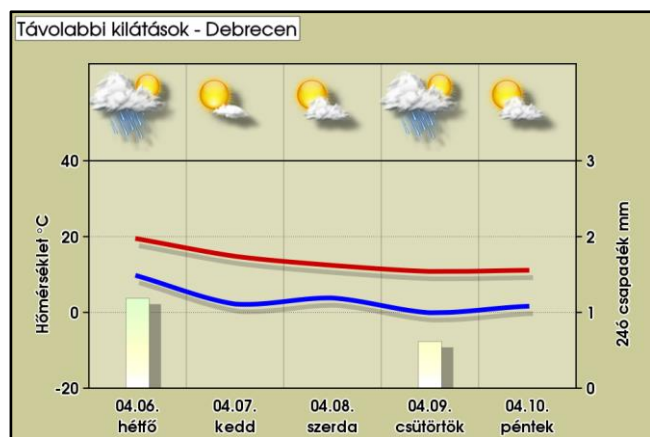 Távolabbi kilátások - Debrecen
40
20
0
-20
Hőmérséklet °C
3
2
1
0
24ó csapadék mm
04.06. 04.07. 04.08. 04.09. 04.10.
hétfő kedd szerda csütörtök péntek